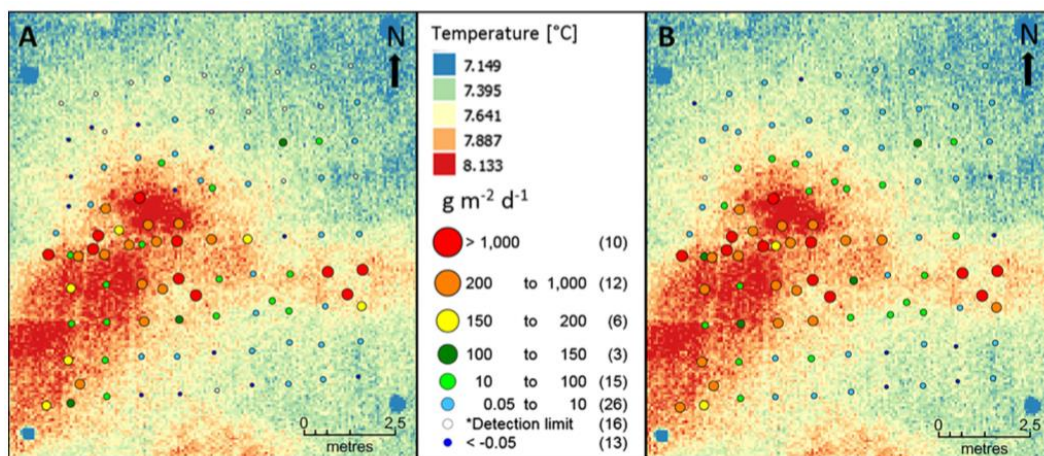 A
N
0 2,5
metres
Temperature [°C]
7.149
7.395
7.641
7.887
8.133
g m⁻² d⁻¹
> 1,000 (10)
200 to 1,000 (12)
150 to 200 (6)
100 to 150 (3)
10 to 100 (15)
0.05 to 10 (26)
*Detection limit (16)
< -0.05 (13)
B
N
0 2,5
metres